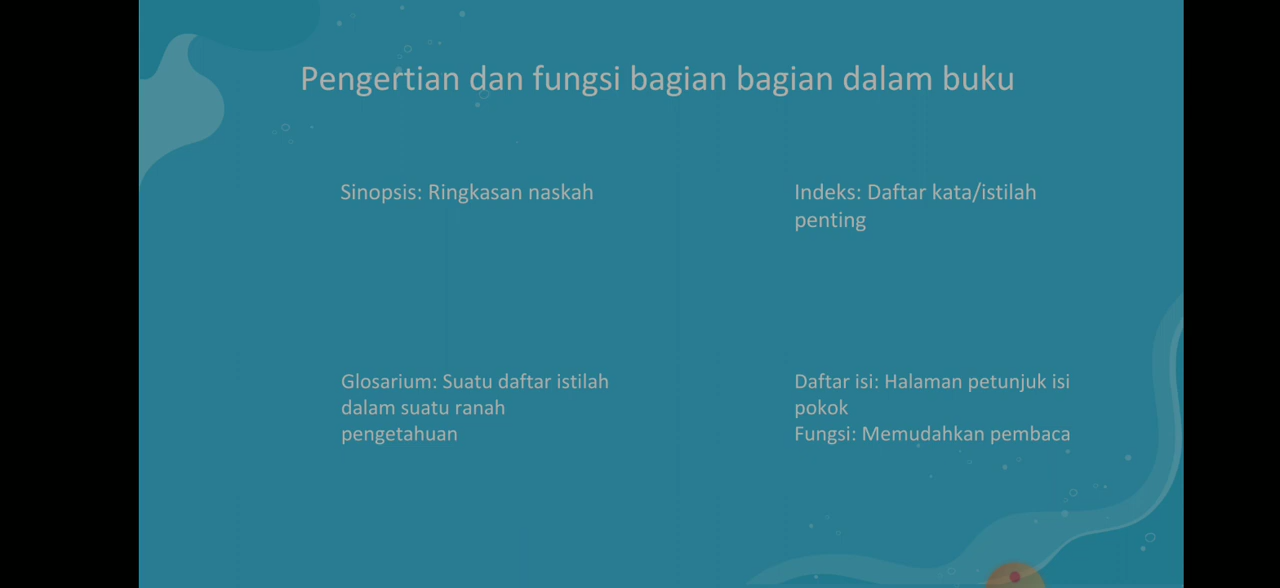 Pengertian dan fungsi bagian bagian dalam buku
Sinopsis: Ringkasan naskah
Indeks: Daftar kata/istilah
penting
Glosarium: Suatu daftar istilah
dalam suatu ranah
pengetahuan
Daftar isi: Halaman petunjuk isi
pokok
Fungsi: Memudahkan pembaca